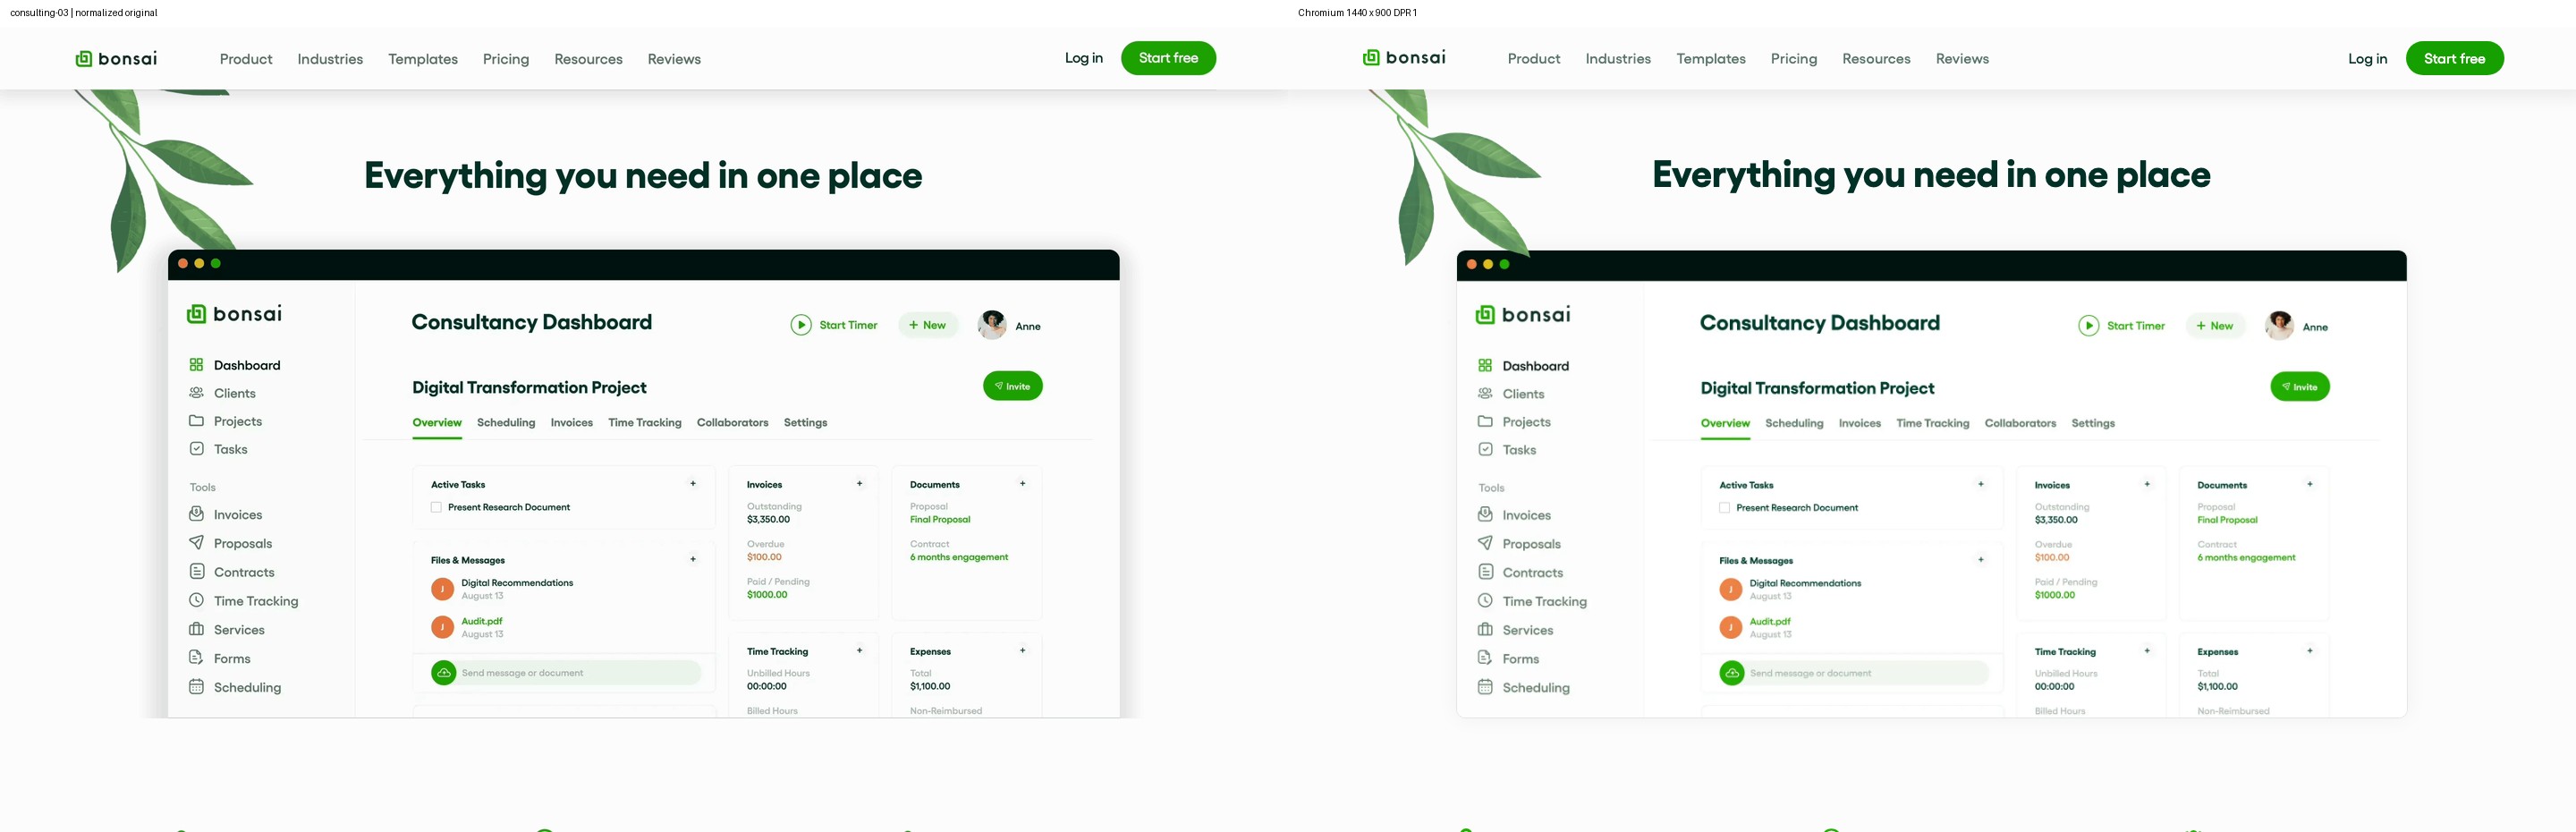 consulting-03 | normalized original
bonsai Product Industries Templates Pricing Resources Reviews Log in Start free
Everything you need in one place
bonsai
Dashboard
Clients
Projects
Tasks
Tools
Invoices
Proposals
Contracts
Time Tracking
Services
Forms
Scheduling
Consultancy Dashboard
Start Timer
+ New
Anne
Digital Transformation Project
Invite
Overview Scheduling Invoices Time Tracking Collaborators Settings
Active Tasks +
Present Research Document
Files & Messages +
J Digital Recommendations
August 13
J Audit.pdf
August 13
Send message or document
Invoices +
Outstanding
$3,350.00
Overdue
$100.00
Paid / Pending
$1000.00
Documents +
Proposal
Final Proposal
Contract
6 months engagement
Time Tracking +
Unbilled Hours
00:00:00
Billed Hours
Expenses +
Total
$1,100.00
Non-Reimbursed
Chromium 1440 x 900 DPR 1
bonsai Product Industries Templates Pricing Resources Reviews Log in Start free
Everything you need in one place
bonsai
Dashboard
Clients
Projects
Tasks
Tools
Invoices
Proposals
Contracts
Time Tracking
Services
Forms
Scheduling
Consultancy Dashboard
Start Timer
+ New
Anne
Digital Transformation Project
Invite
Overview Scheduling Invoices Time Tracking Collaborators Settings
Active Tasks +
Present Research Document
Files & Messages +
J Digital Recommendations
August 13
J Audit.pdf
August 13
Send message or document
Invoices +
Outstanding
$3,350.00
Overdue
$100.00
Paid / Pending
$1000.00
Documents +
Proposal
Final Proposal
Contract
6 months engagement
Time Tracking +
Unbilled Hours
00:00:00
Billed Hours
Expenses +
Total
$1,100.00
Non-Reimbursed